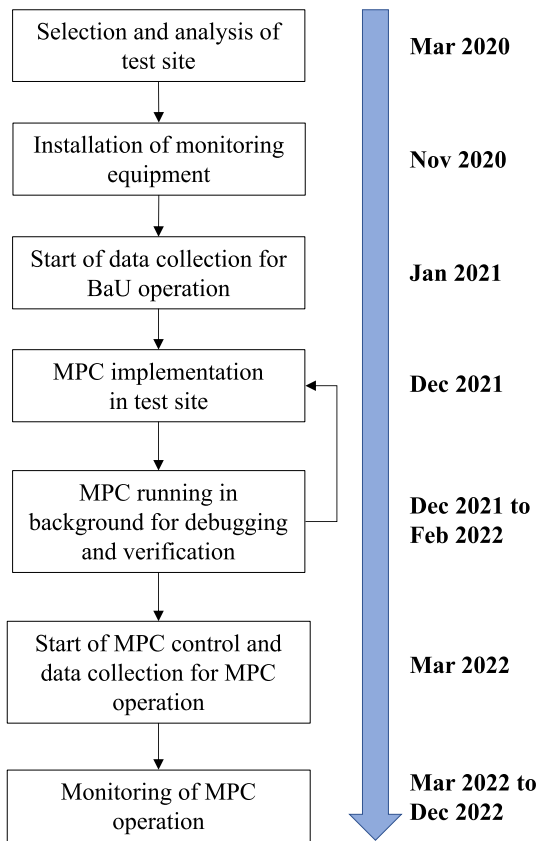 Selection and analysis of
test site
Mar 2020
Installation of monitoring
equipment
Nov 2020
Start of data collection for
BaU operation
Jan 2021
MPC implementation
in test site
Dec 2021
MPC running in
background for debugging
and verification
Dec 2021 to
Feb 2022
Start of MPC control and
data collection for MPC
operation
Mar 2022
Monitoring of MPC
operation
Mar 2022 to
Dec 2022